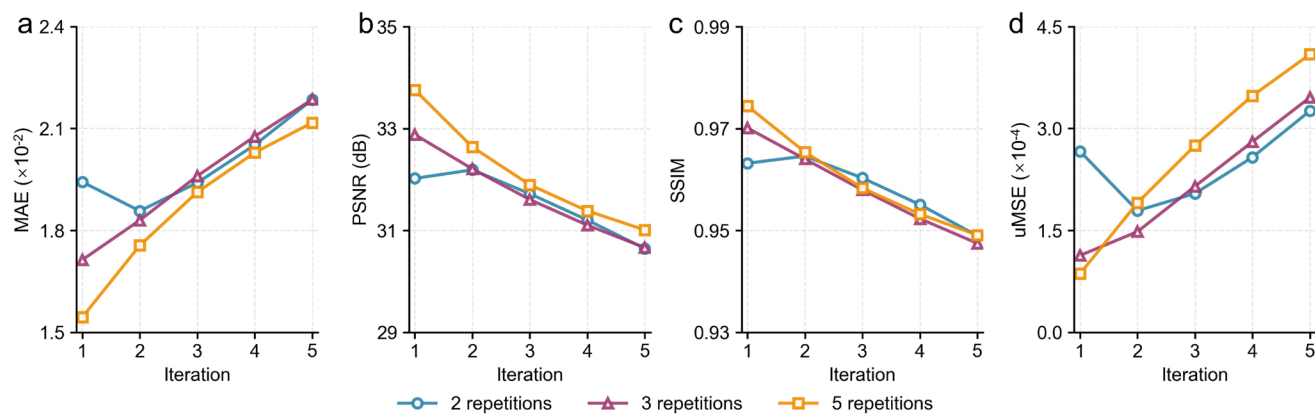 a
2.4
2.1
1.8
1.5
MAE (×10⁻²)
1 2 3 4 5
Iteration
b
35
33
31
29
PSNR (dB)
1 2 3 4 5
Iteration
c
0.99
0.97
0.95
0.93
SSIM
1 2 3 4 5
Iteration
d
4.5
3.0
1.5
0.0
uMSE (×10⁻⁴)
1 2 3 4 5
Iteration
2 repetitions 3 repetitions 5 repetitions